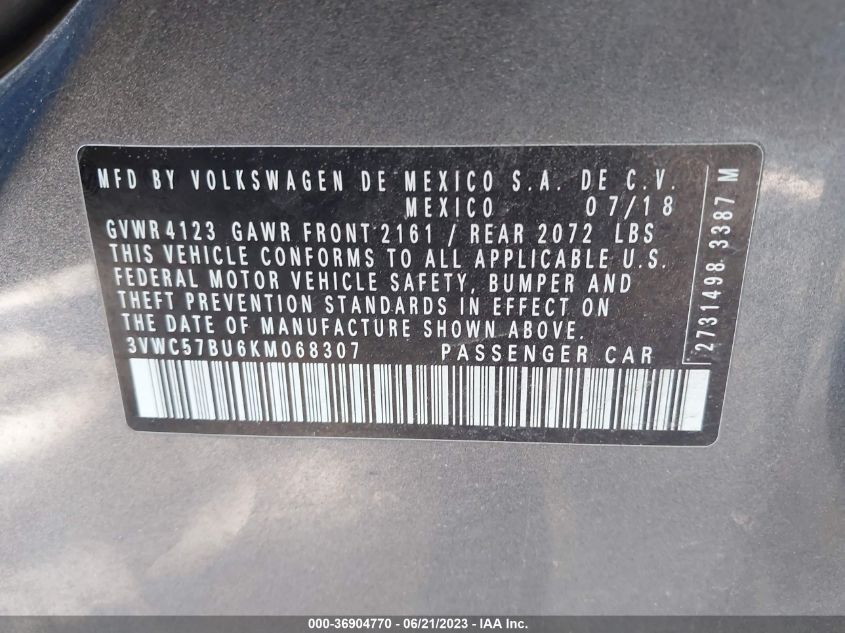 MFD BY VOLKSWAGEN DE MEXICO S.A. DE C.V.
MEXICO 07/18
GVWR 4123 GAWR FRONT 2161 / REAR 2072 LBS
THIS VEHICLE CONFORMS TO ALL APPLICABLE U.S.
FEDERAL MOTOR VEHICLE SAFETY, BUMPER AND
THEFT PREVENTION STANDARDS IN EFFECT ON
THE DATE OF MANUFACTURE SHOWN ABOVE.
3VWC57BU6KM068307 PASSENGER CAR
2731498 3387 M
000-36904770 - 06/21/2023 - IAA Inc.